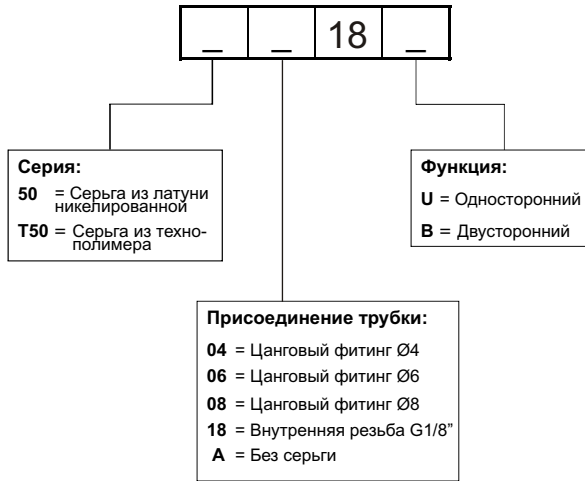 _ _ 18 _
Серия:
50 = Серьга из латуни
никелированной
T50 = Серьга из техно-
полимера
Функция:
U = Односторонний
B = Двусторонний
Присоединение трубки:
04 = Цанговый фитинг Ø4
06 = Цанговый фитинг Ø6
08 = Цанговый фитинг Ø8
18 = Внутренняя резьба G1/8”
A = Без серьги